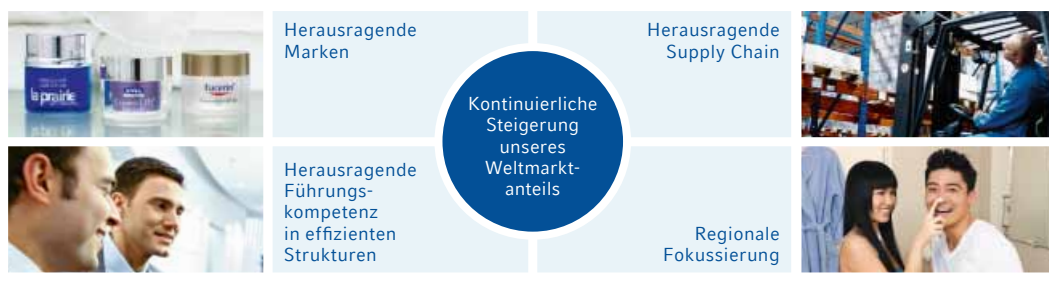 Herausragende
Marken
Herausragende
Supply Chain
Kontinuierliche
Steigerung
unseres
Weltmarkt-
anteils
Herausragende
Führungs-
kompetenz
in effizienten
Strukturen
Regionale
Fokussierung
la prairie
NIVEA
Eucerin